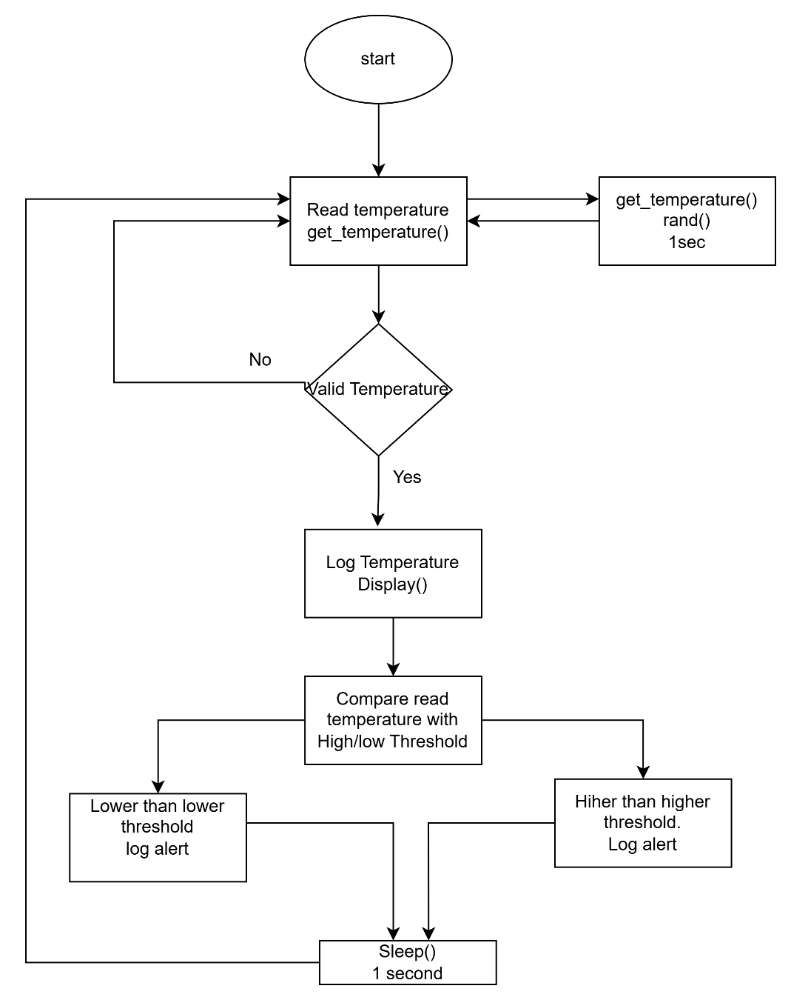 start
Read temperature
get_temperature()
get_temperature()
rand()
1sec
No
Valid Temperature
Yes
Log Temperature
Display()
Compare read
temperature with
High/low Threshold
Lower than lower
threshold
log alert
Hiher than higher
threshold.
Log alert
Sleep()
1 second